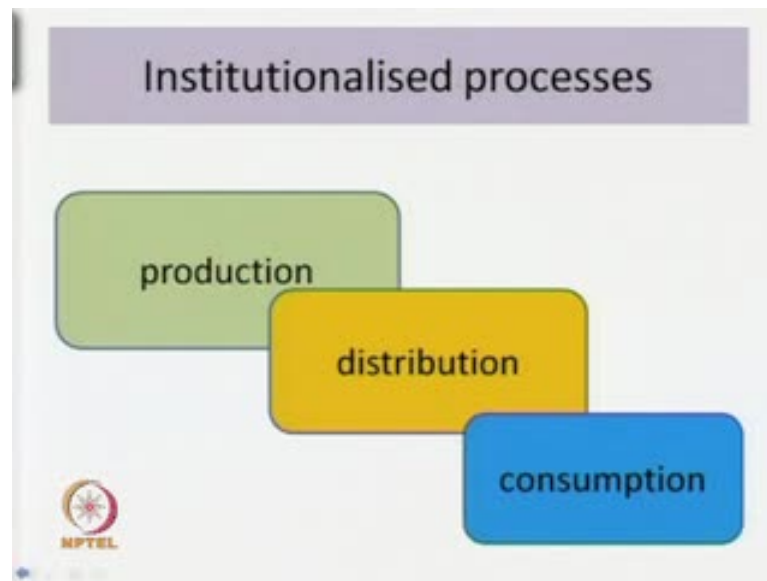 Institutionalised processes
production
distribution
consumption
NPTEL